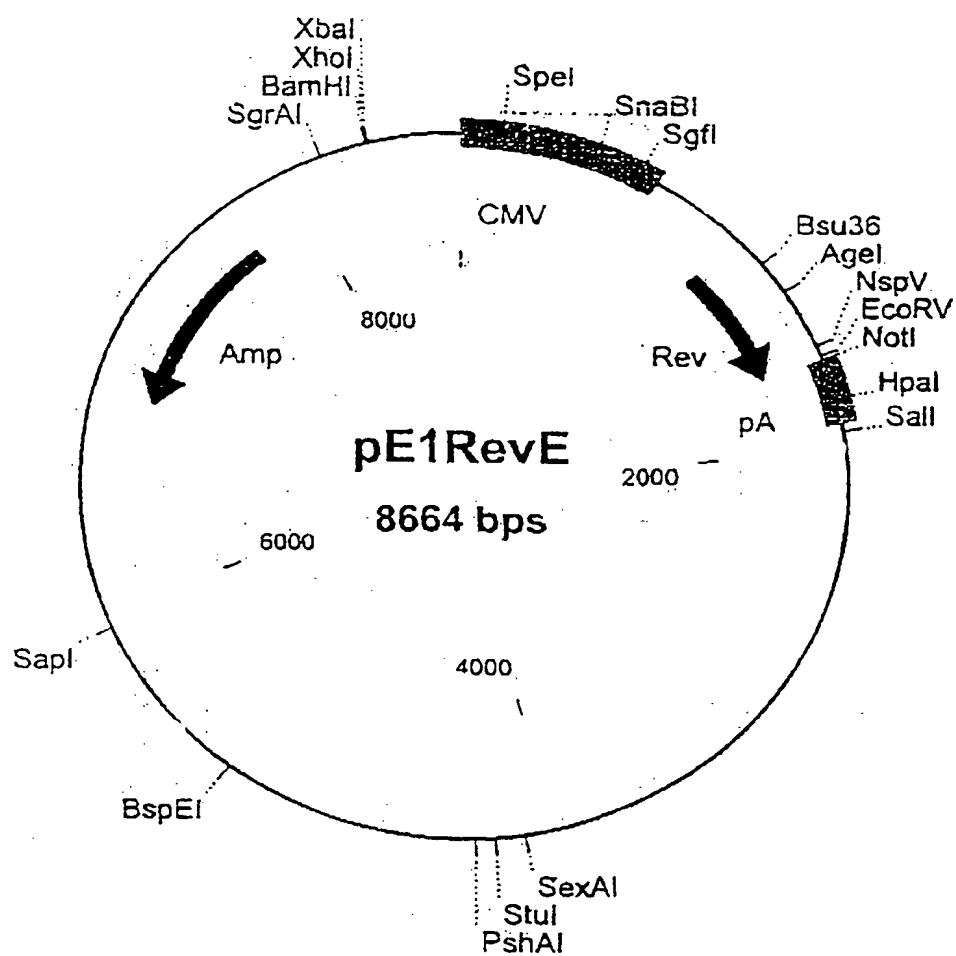 XbaI
XhoI
BamHI
SgrAI
SpeI
SnaBI
SgfI
CMV
Bsu36
AgeI
NspV
EcoRV
NotI
HpaI
SalI
8000
Amp
Rev
pA
pE1RevE
8664 bps
2000
6000
4000
SapI
BspEI
SexAI
StuI
PshAI